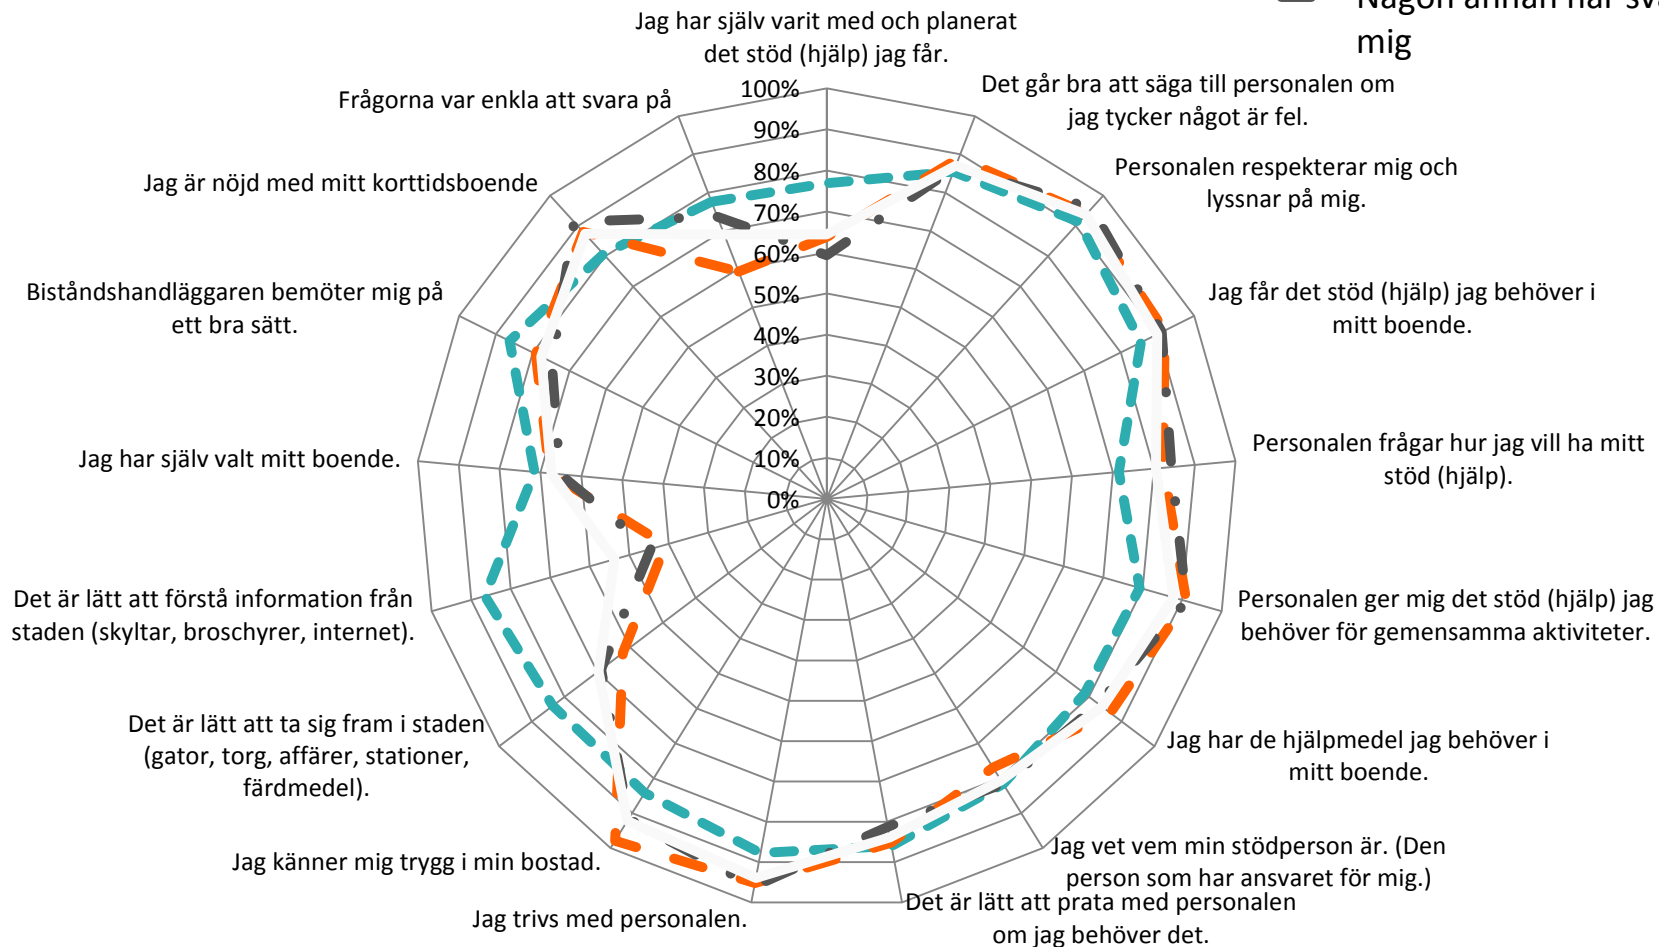 Någon annan har
mig
Jag har själv varit med och planerat
det stöd (hjälp) jag får.
Det går bra att säga till personalen om
jag tycker något är fel.
Personalen respekterar mig och
lyssnar på mig.
Jag får det stöd (hjälp) jag behöver i
mitt boende.
Personalen frågar hur jag vill ha mitt
stöd (hjälp).
Personalen ger mig det stöd (hjälp) jag
behöver för gemensamma aktiviteter.
Jag har de hjälpmedel jag behöver i
mitt boende.
Jag vet vem min stödperson är. (Den
person som har ansvaret för mig.)
Det är lätt att prata med personalen
om jag behöver det.
Jag trivs med personalen.
Jag känner mig trygg i min bostad.
Det är lätt att ta sig fram i staden
(gator, torg, affärer, stationer,
färdmedel).
Det är lätt att förstå information från
staden (skyltar, broschyrer, internet).
Jag har själv valt mitt boende.
Biståndshandläggaren bemöter mig på
ett bra sätt.
Jag är nöjd med mitt korttidsboende
Frågorna var enkla att svara på
100%
90%
80%
70%
60%
50%
40%
30%
20%
10%
0%